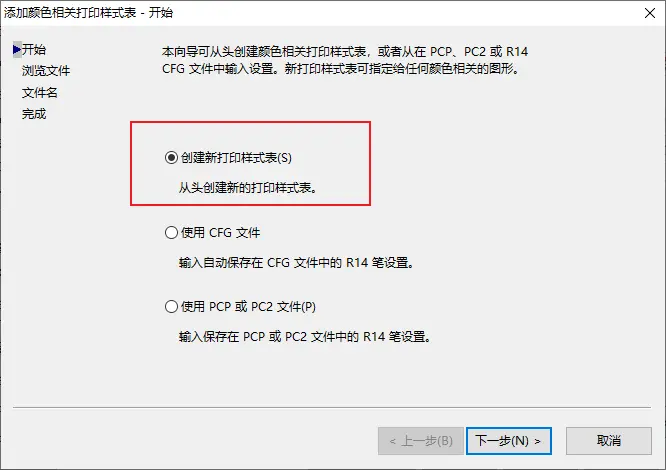 添加颜色相关打印样式表 - 开始
开始
浏览文件
文件名
完成
本向导可从头创建颜色相关打印样式表，或者从在 PCP、PC2 或 R14
CFG 文件中输入设置。新打印样式表可指定给任何颜色相关的图形。
创建新打印样式表(S)
从头创建新的打印样式表。
使用 CFG 文件
输入自动保存在 CFG 文件中的 R14 笔设置。
使用 PCP 或 PC2 文件(P)
输入保存在 PCP 或 PC2 文件中的 R14 笔设置。
< 上一步(B)
下一步(N) >
取消